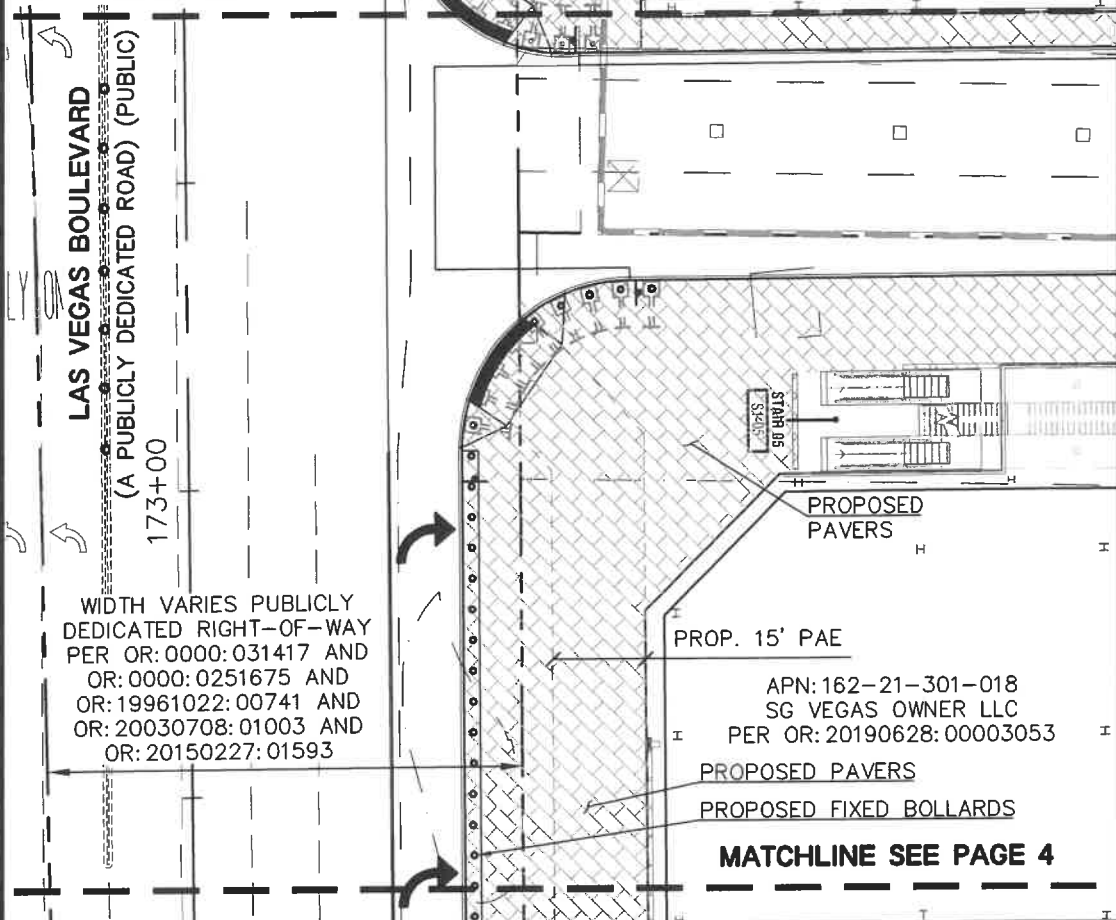 LAS VEGAS BOULEVARD
(A PUBLICLY DEDICATED ROAD) (PUBLIC)
173+00
STAIR 05
S1-05
PROPOSED
PAVERS
WIDTH VARIES PUBLICLY
DEDICATED RIGHT-OF-WAY
PER OR:0000:031417 AND
OR:0000:0251675 AND
OR:19961022:00741 AND
OR:20030708:01003 AND
OR:20150227:01593
PROP. 15' PAE
APN:162-21-301-018
SG VEGAS OWNER LLC
PER OR:20190628:00003053
PROPOSED PAVERS
PROPOSED FIXED BOLLARDS
MATCHLINE SEE PAGE 4